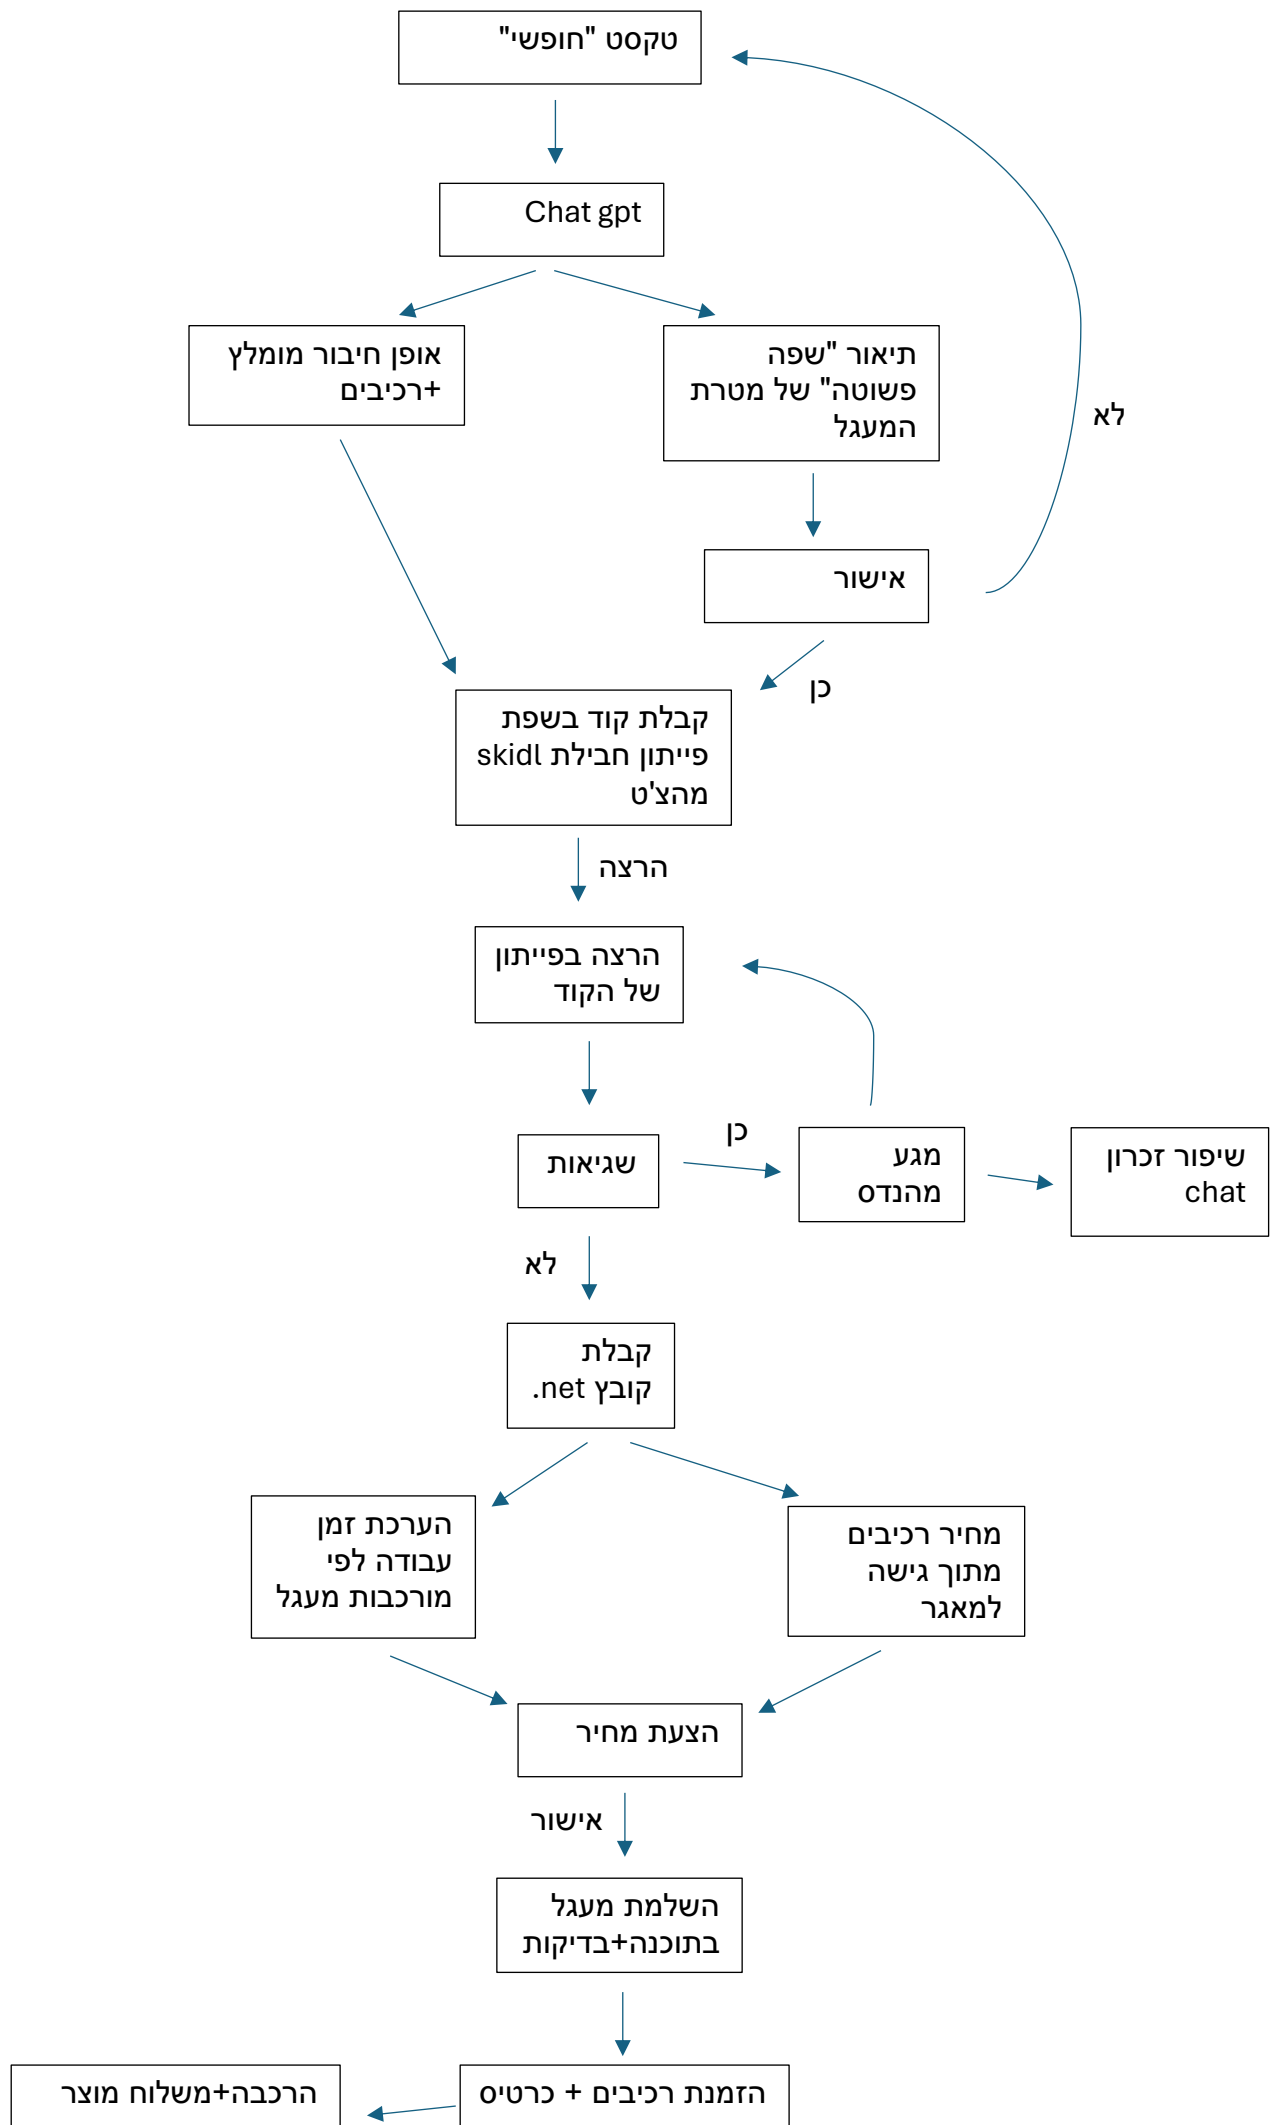 טקסט "חופשי"
Chat gpt
אופן חיבור מומלץ
+רכיבים
תיאור "שפה
פשוטה" של מטרת
המעגל
לא
אישור
כן
קבלת קוד בשפת
פייתון חבילת skidl
מהצ'ט
הרצה
הרצה בפייתון
של הקוד
שגיאות
כן
מגע
מהנדס
שיפור זכרון
chat
לא
קבלת
קובץ net.
הערכת זמן
עבודה לפי
מורכבות מעגל
מחיר רכיבים
מתוך גישה
למאגר
הצעת מחיר
אישור
השלמת מעגל
בתוכנה+בדיקות
הזמנת רכיבים + כרטיס
הרכבה+משלוח מוצר